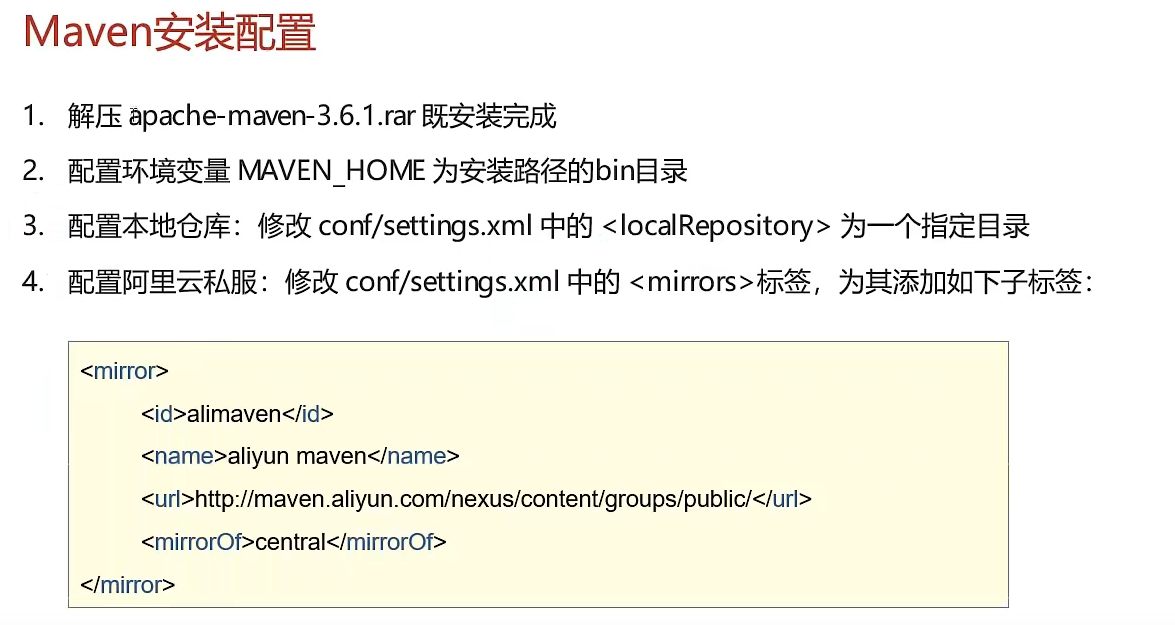 Maven安装配置
1. 解压 apache-maven-3.6.1.rar 既安装完成
2. 配置环境变量 MAVEN_HOME 为安装路径的bin目录
3. 配置本地仓库：修改 conf/settings.xml 中的 <localRepository> 为一个指定目录
4. 配置阿里云私服：修改 conf/settings.xml 中的 <mirrors>标签，为其添加如下子标签：
<mirror>
<id>alimaven</id>
<name>aliyun maven</name>
<url>http://maven.aliyun.com/nexus/content/groups/public/</url>
<mirrorOf>central</mirrorOf>
</mirror>